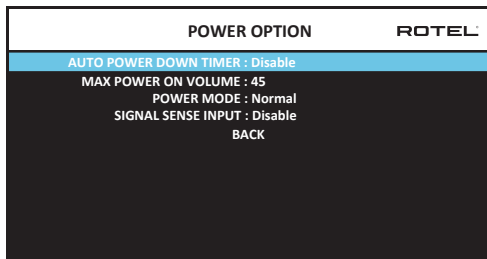 POWER OPTION ROTEL
AUTO POWER DOWN TIMER : Disable
MAX POWER ON VOLUME : 45
POWER MODE : Normal
SIGNAL SENSE INPUT : Disable
BACK